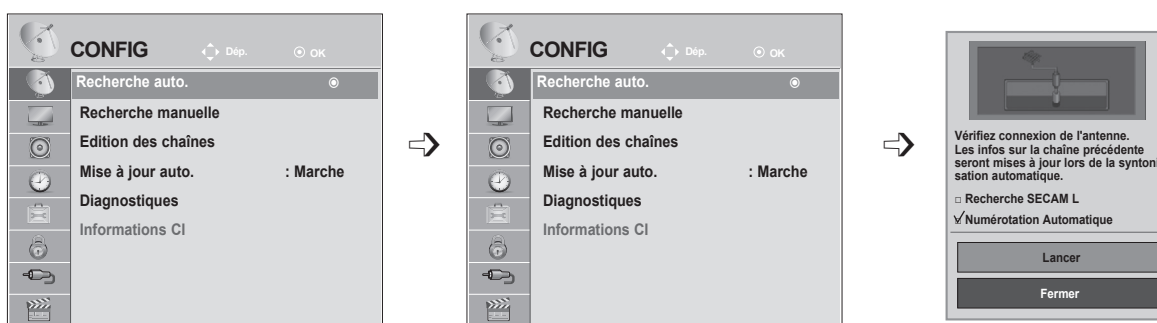 CONFIG Dép. OK
Recherche auto.
Recherche manuelle
Edition des chaînes
Mise à jour auto. : Marche
Diagnostiques
Informations CI
CONFIG Dép. OK
Recherche auto.
Recherche manuelle
Edition des chaînes
Mise à jour auto. : Marche
Diagnostiques
Informations CI
Vérifiez connexion de l'antenne.
Les infos sur la chaîne précédente
seront mises à jour lors de la syntoni
sation automatique.
Recherche SECAM L
Numérotation Automatique
Lancer
Fermer